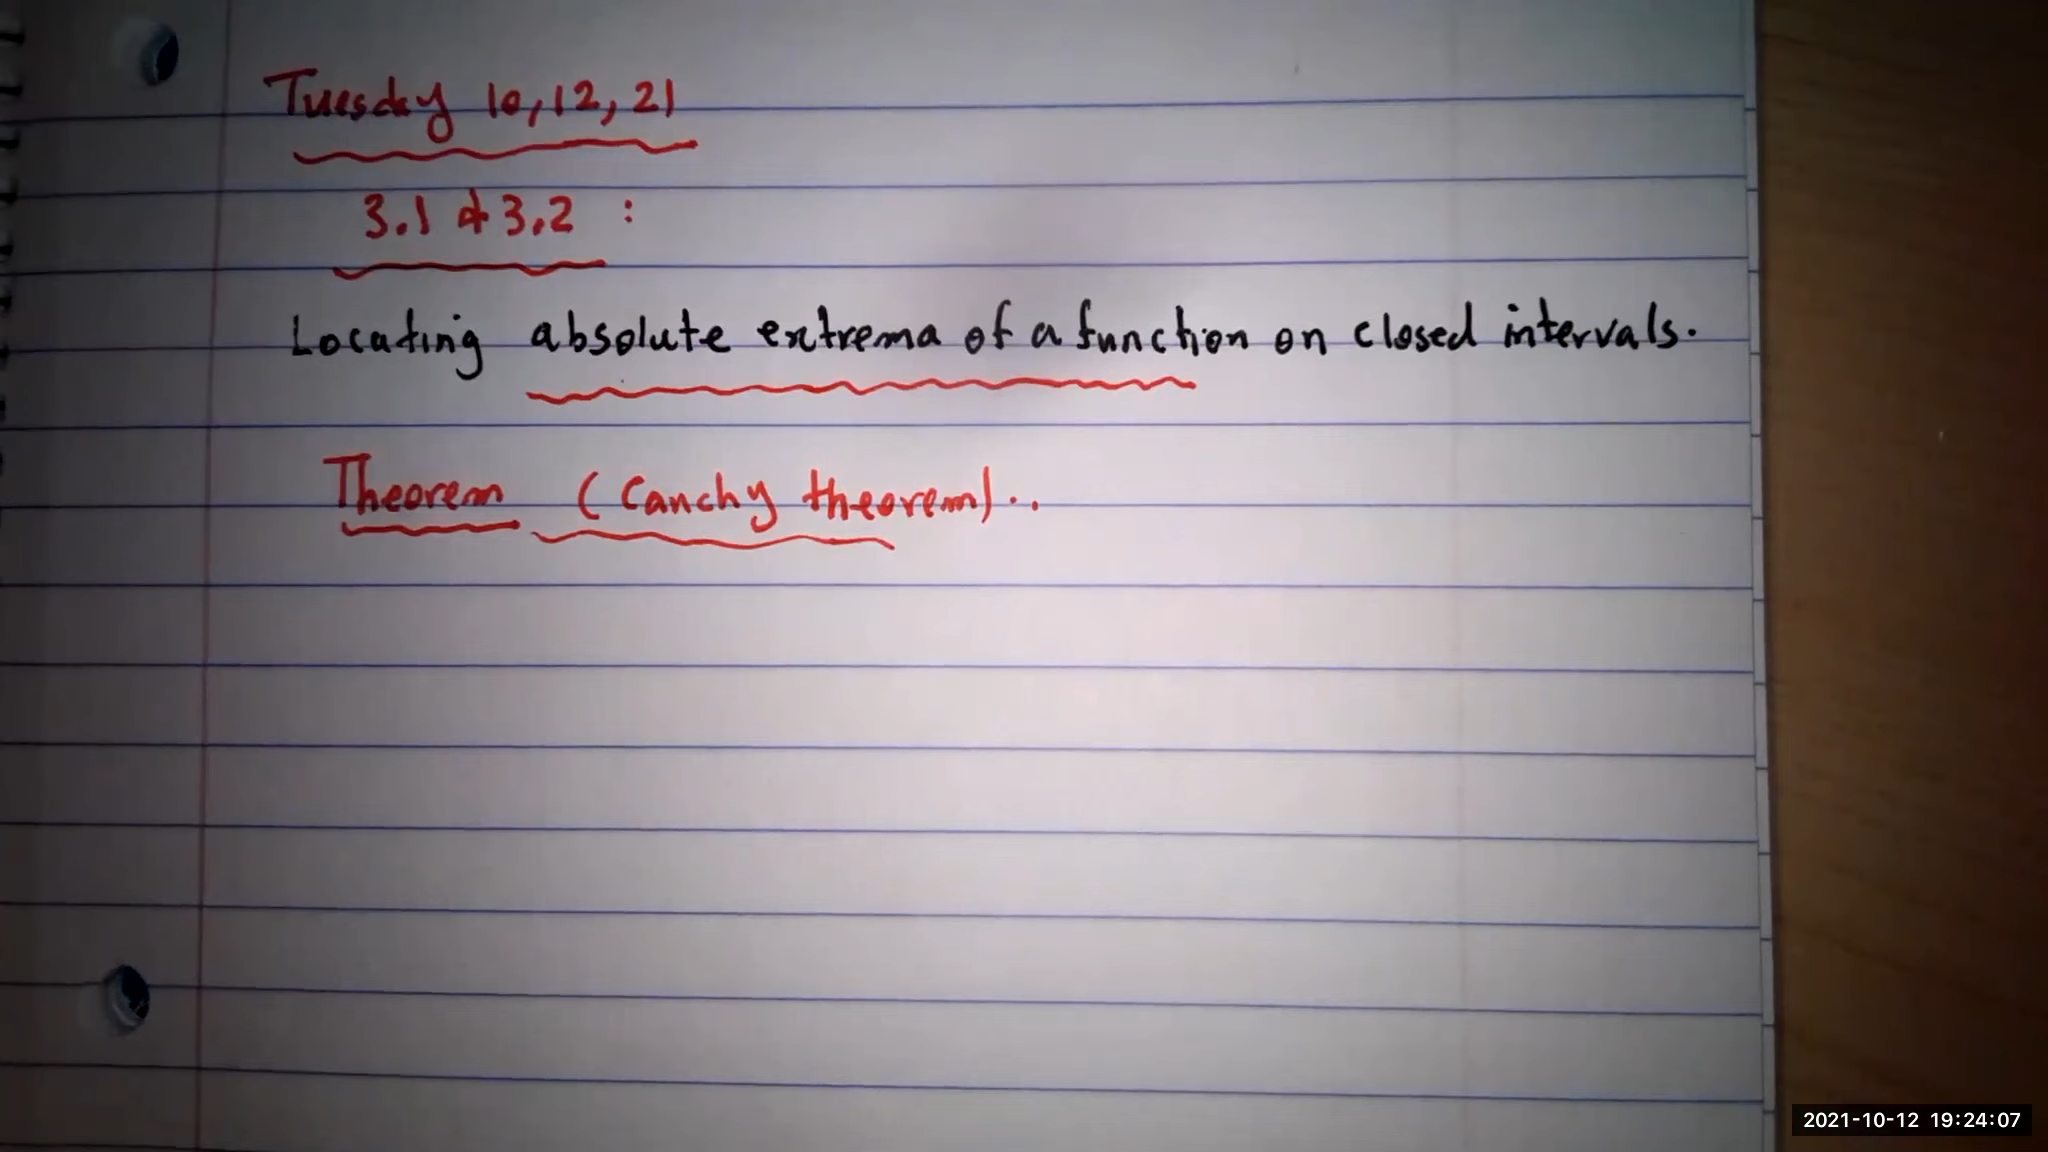 Tuesday 10,12,21
3.1 & 3.2 :
Locating absolute extrema of a function on closed intervals.
Theorem (Cauchy theorem)..
2021-10-12 19:24:07